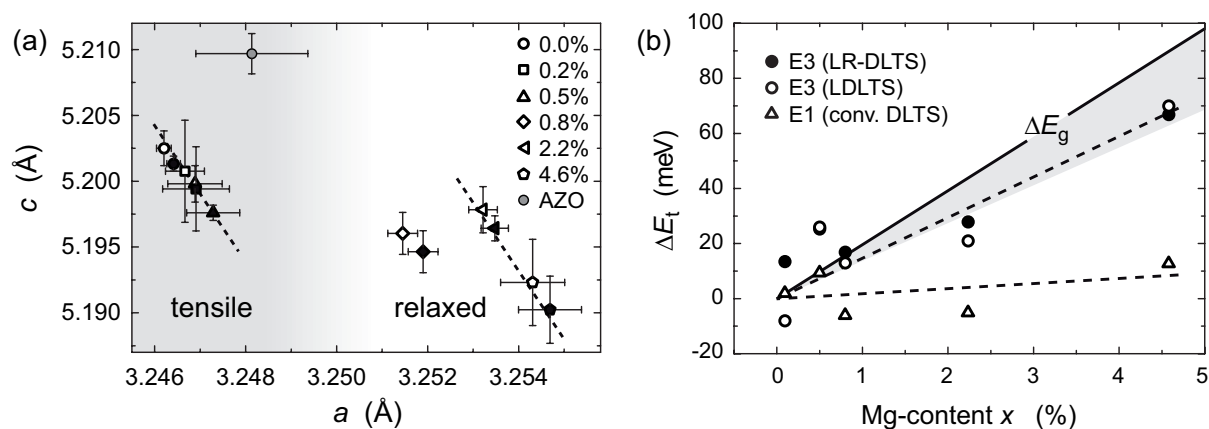 (a)
5.210
5.205
5.200
5.195
5.190
c (Å)
0.0%
0.2%
0.5%
0.8%
2.2%
4.6%
AZO
tensile
relaxed
3.246
3.248
3.250
3.252
3.254
a (Å)
(b)
100
80
60
40
20
0
-20
ΔEt (meV)
E3 (LR-DLTS)
E3 (LDLTS)
E1 (conv. DLTS)
ΔEg
0
1
2
3
4
5
Mg-content x (%)